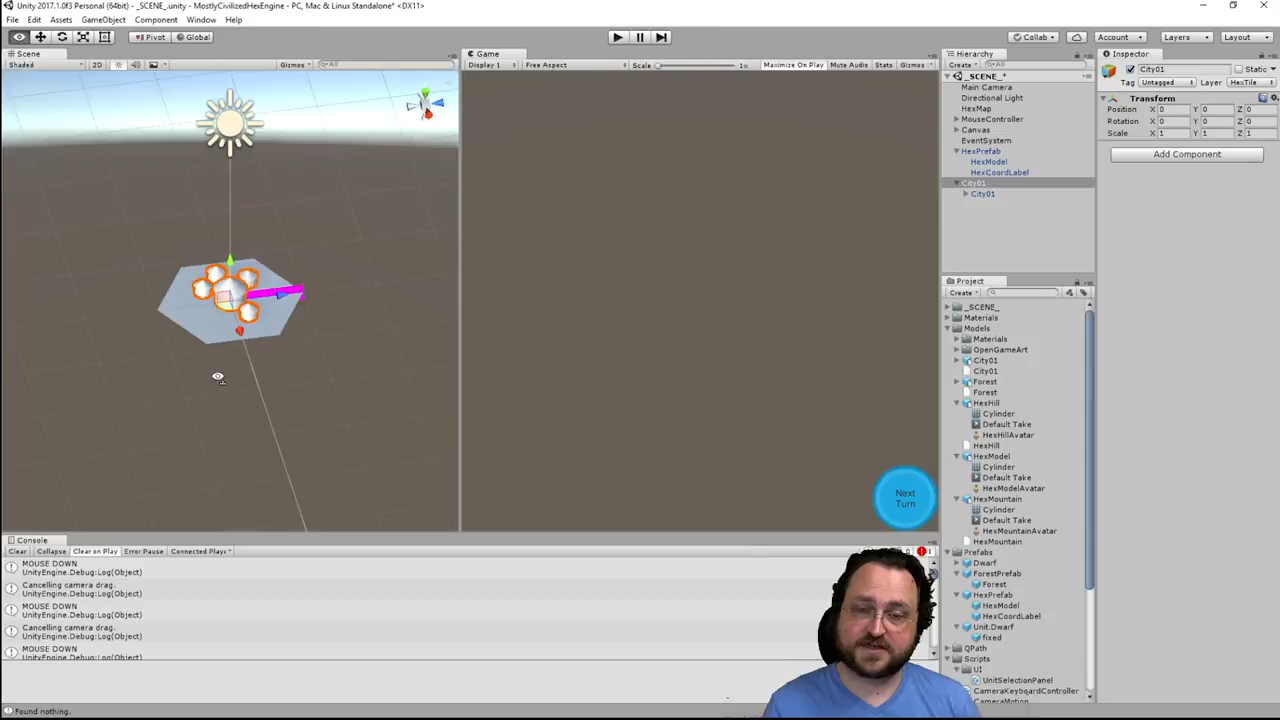 Unity 2017.1.0f3 Personal (64bit) - _SCENE_.unity - MostlyCivilizedHexEngine - PC, Mac & Linux Standalone* <DX11>
File Edit Assets GameObject Component Window Help
Pivot Global Collab Account Layers Layout
Scene
Shaded 2D Gizmos All
Game
Display 1 Free Aspect Scale 1x Maximize On Play Mute Audio Stats Gizmos
Next
Turn
Hierarchy
Create All
_SCENE_*
Main Camera
Directional Light
HexMap
MouseController
Canvas
EventSystem
HexPrefab
HexModel
HexCoordLabel
City01
City01
Project
Create
_SCENE_
Materials
Models
Materials
OpenGameArt
City01
City01
Forest
Forest
HexHill
Cylinder
Default Take
HexHillAvatar
HexHill
HexModel
Cylinder
Default Take
HexModelAvatar
HexMountain
Cylinder
Default Take
HexMountainAvatar
HexMountain
Prefabs
Dwarf
ForestPrefab
Forest
HexPrefab
HexModel
HexCoordLabel
Unit.Dwarf
fixed
QPath
Scripts
UI
UnitSelectionPanel
CameraKeyboardController
CameraMotion
Inspector
City01 Static
Tag Untagged Layer HexTile
Transform
Position X 0 Y 0 Z 0
Rotation X 0 Y 0 Z 0
Scale X 1 Y 1 Z 1
Add Component
Console
Clear Collapse Clear on Play Error Pause Connected Player 1
MOUSE DOWN
UnityEngine.Debug:Log(Object)
Cancelling camera drag.
UnityEngine.Debug:Log(Object)
MOUSE DOWN
UnityEngine.Debug:Log(Object)
Cancelling camera drag.
UnityEngine.Debug:Log(Object)
MOUSE DOWN
UnityEngine.Debug:Log(Object)
Found nothing.